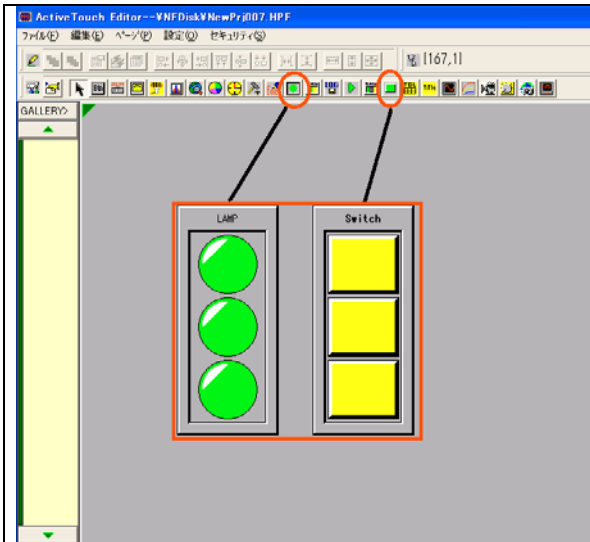 ActiveTouch Editor--¥NFDisk¥NewPrj007.HPF
ﾌｧｲﾙ(F) 編集(E) ﾍﾟｰｼﾞ(P) 設定(O) ｾｷｭﾘﾃｨ(S)
[167,1]
GALLERY>
LAMP
Switch